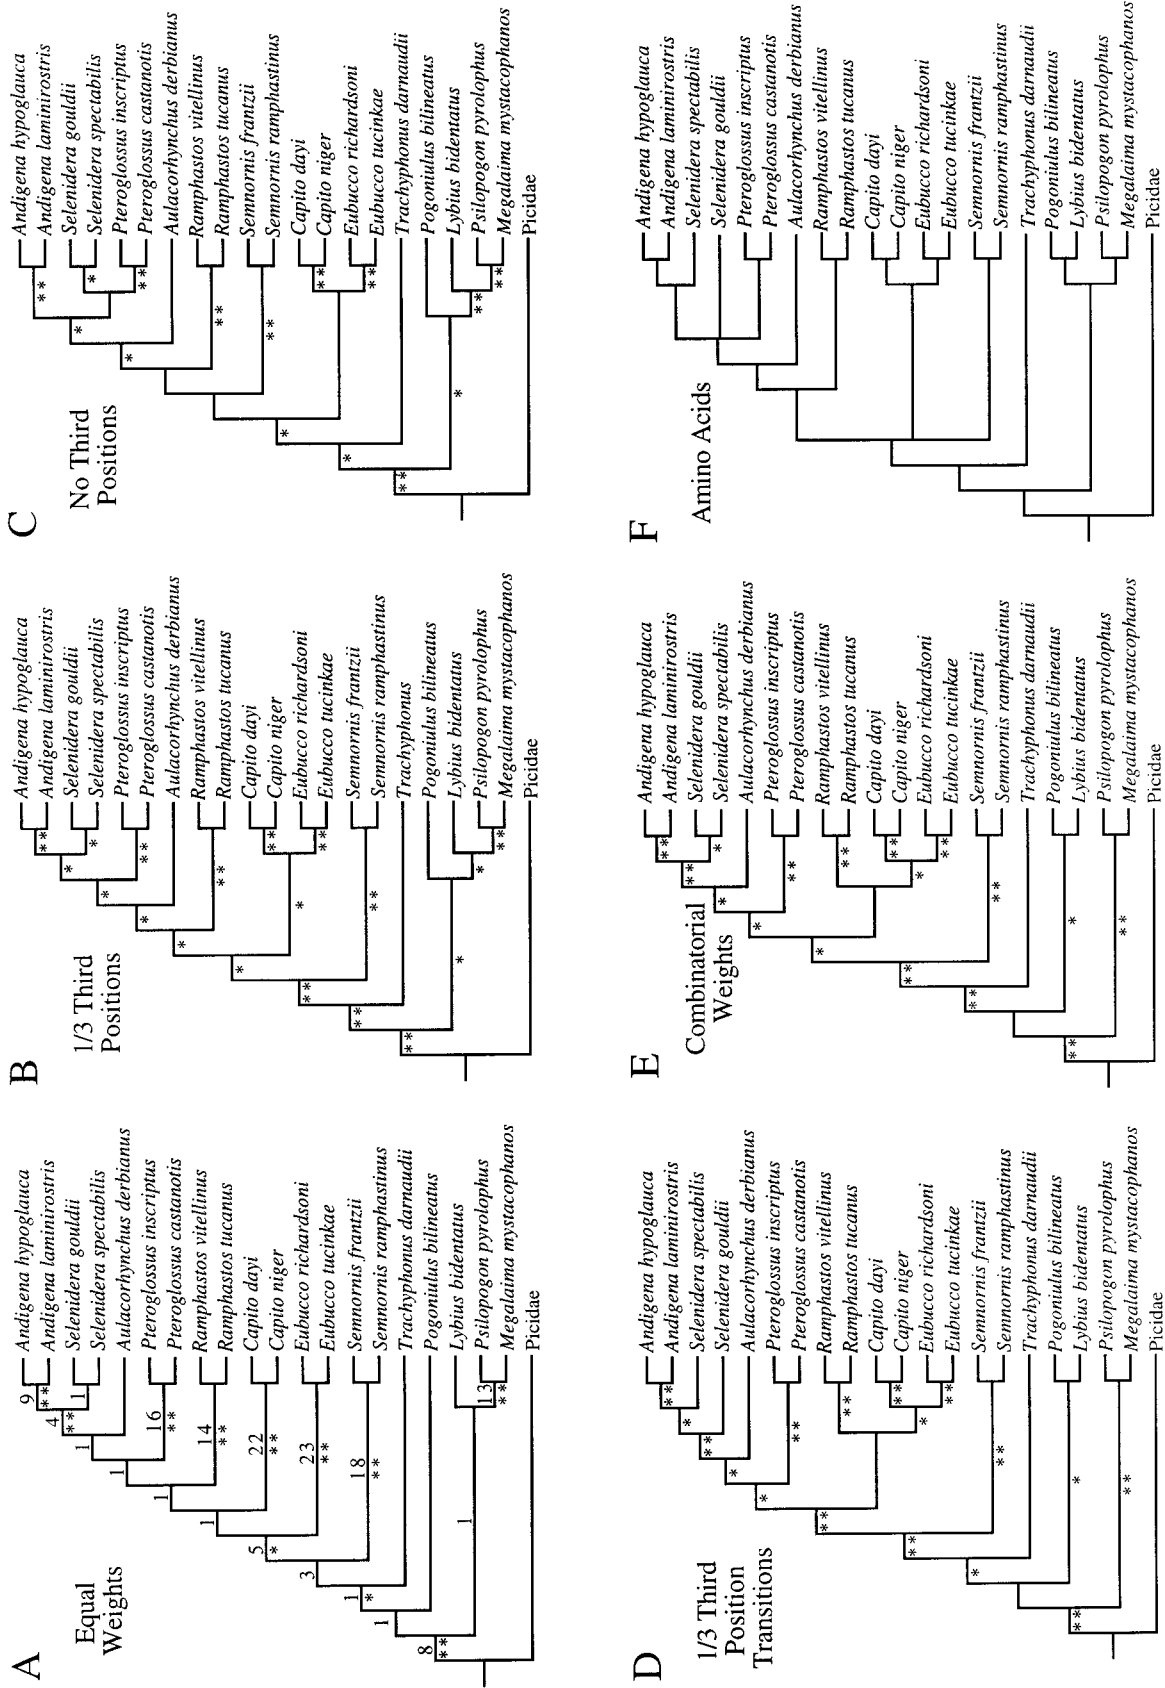 A
Equal
Weights
Andigena hypoglauca
Andigena laminirostris
Selenidera gouldii
Selenidera spectabilis
Aulacorhynchus derbianus
Pteroglossus inscriptus
Pteroglossus castanotis
Ramphastos vitellinus
Ramphastos tucanus
Capito dayi
Capito niger
Eubucco richardsoni
Eubucco tucinkae
Semnornis frantzii
Semnornis ramphastinus
Trachyphonus darnaudii
Pogoniulus bilineatus
Lybius bidentatus
Psilopogon pyrolophus
Megalaima mystacophanos
Picidae
9
4
1
1
16
1
14
1
22
1
23
5
18
3
1
1
1
13
8
B
1/3 Third
Positions
Andigena hypoglauca
Andigena laminirostris
Selenidera gouldii
Selenidera spectabilis
Pteroglossus inscriptus
Pteroglossus castanotis
Aulacorhynchus derbianus
Ramphastos vitellinus
Ramphastos tucanus
Capito dayi
Capito niger
Eubucco richardsoni
Eubucco tucinkae
Semnornis frantzii
Semnornis ramphastinus
Trachyphonus
Pogoniulus bilineatus
Lybius bidentatus
Psilopogon pyrolophus
Megalaima mystacophanos
Picidae
C
No Third
Positions
Andigena hypoglauca
Andigena laminirostris
Selenidera gouldii
Selenidera spectabilis
Pteroglossus inscriptus
Pteroglossus castanotis
Aulacorhynchus derbianus
Ramphastos vitellinus
Ramphastos tucanus
Semnornis frantzii
Semnornis ramphastinus
Capito dayi
Capito niger
Eubucco richardsoni
Eubucco tucinkae
Trachyphonus darnaudii
Pogoniulus bilineatus
Lybius bidentatus
Psilopogon pyrolophus
Megalaima mystacophanos
Picidae
D
1/3 Third
Position
Transitions
Andigena hypoglauca
Andigena laminirostris
Selenidera spectabilis
Selenidera gouldii
Aulacorhynchus derbianus
Pteroglossus inscriptus
Pteroglossus castanotis
Ramphastos vitellinus
Ramphastos tucanus
Capito dayi
Capito niger
Eubucco richardsoni
Eubucco tucinkae
Semnornis frantzii
Semnornis ramphastinus
Trachyphonus darnaudii
Pogoniulus bilineatus
Lybius bidentatus
Psilopogon pyrolophus
Megalaima mystacophanos
Picidae
E
Combinatorial
Weights
Andigena hypoglauca
Andigena laminirostris
Selenidera gouldii
Selenidera spectabilis
Aulacorhynchus derbianus
Pteroglossus inscriptus
Pteroglossus castanotis
Ramphastos vitellinus
Ramphastos tucanus
Capito dayi
Capito niger
Eubucco richardsoni
Eubucco tucinkae
Semnornis frantzii
Semnornis ramphastinus
Trachyphonus darnaudii
Pogoniulus bilineatus
Lybius bidentatus
Psilopogon pyrolophus
Megalaima mystacophanos
Picidae
F
Amino Acids
Andigena hypoglauca
Andigena laminirostris
Selenidera spectabilis
Selenidera gouldii
Pteroglossus inscriptus
Pteroglossus castanotis
Aulacorhynchus derbianus
Ramphastos vitellinus
Ramphastos tucanus
Capito dayi
Capito niger
Eubucco richardsoni
Eubucco tucinkae
Semnornis frantzii
Semnornis ramphastinus
Trachyphonus darnaudii
Pogoniulus bilineatus
Lybius bidentatus
Psilopogon pyrolophus
Megalaima mystacophanos
Picidae